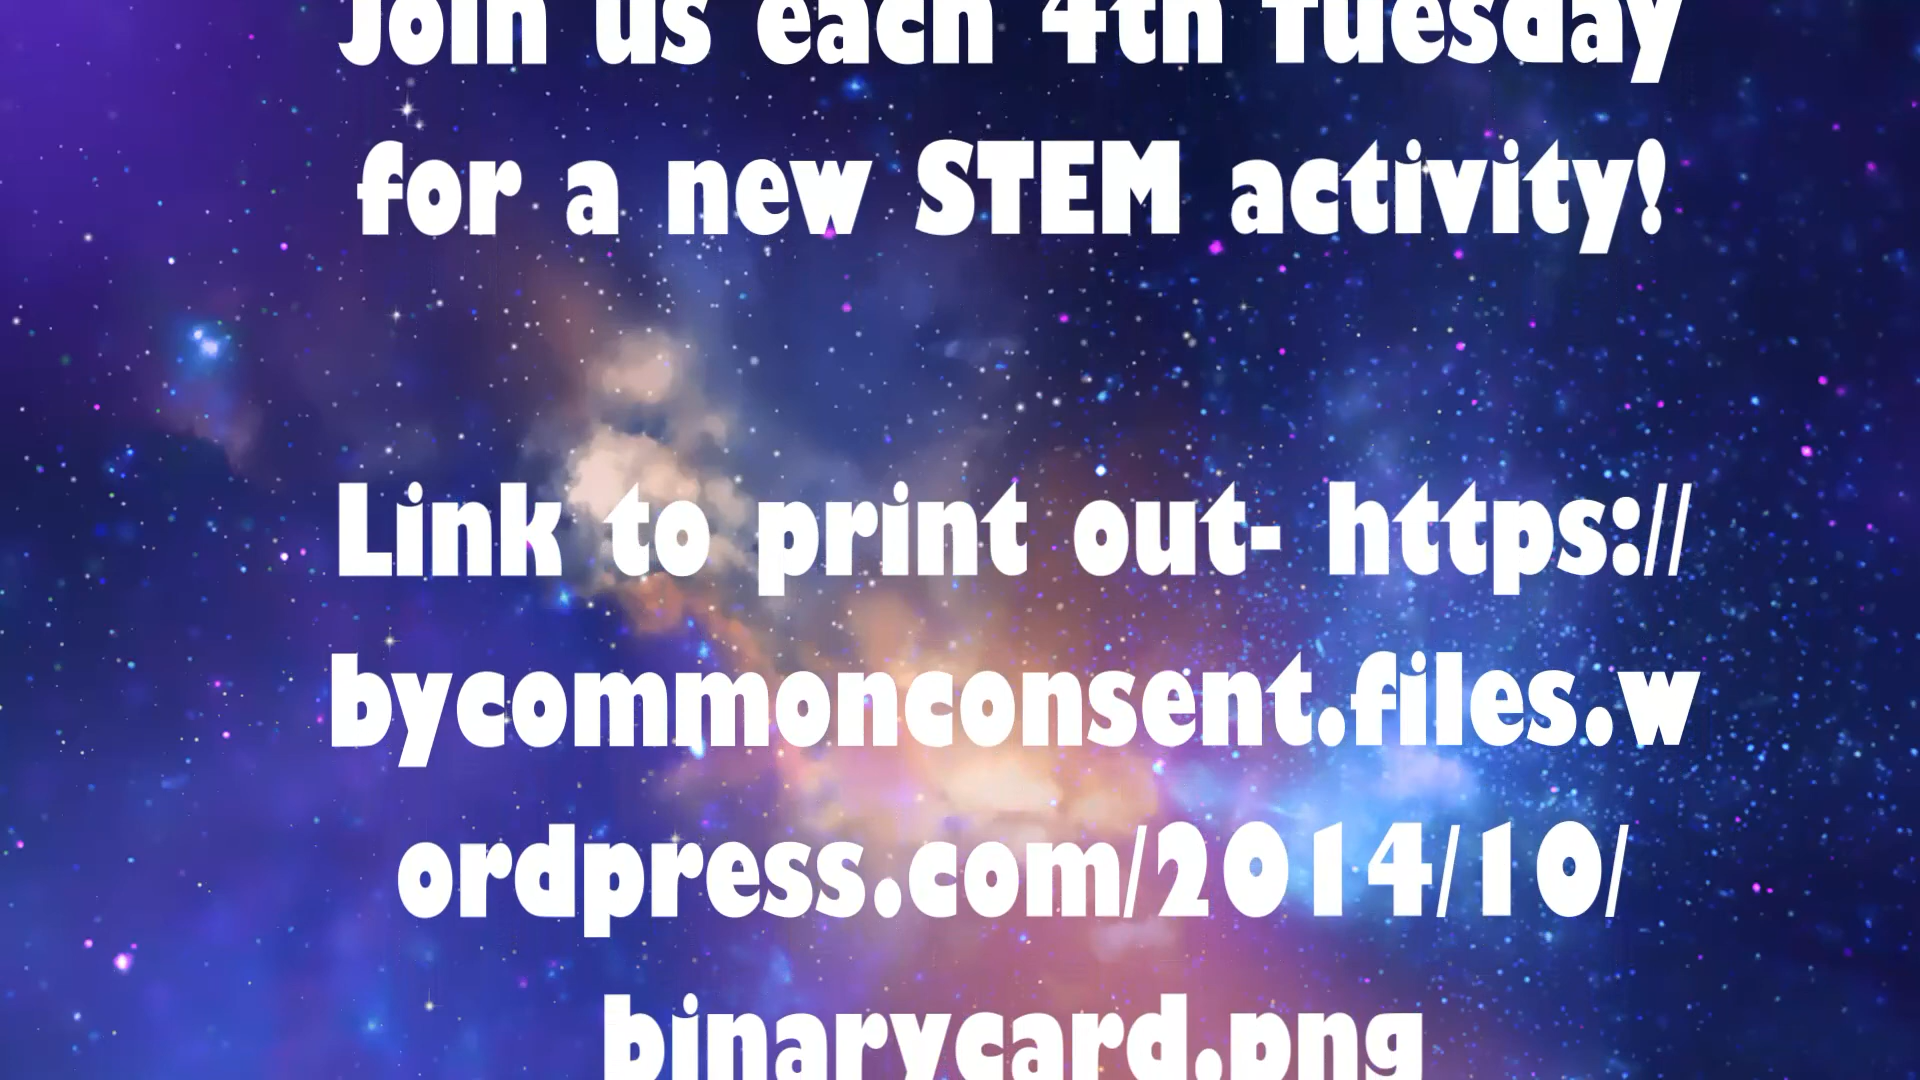 Join us each 4th Tuesday
for a new STEM activity!
Link to print out- https://
bycommonconsent.files.w
ordpress.com/2014/10/
binarycard.png